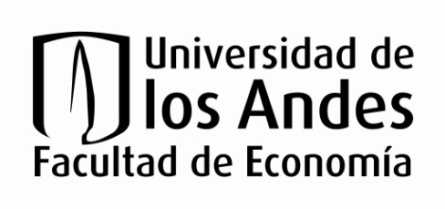 Universidad de
los Andes
Facultad de Economía